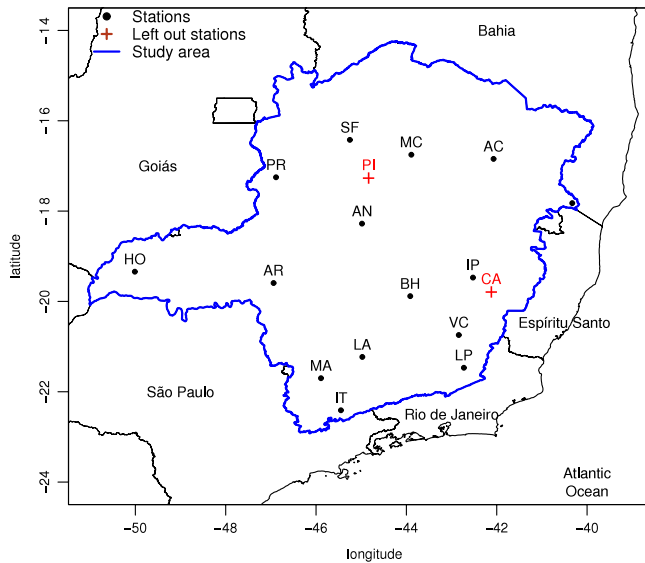 Stations
Left out stations
Study area
Bahia
Goiás
SF
MC
AC
PR
PI
AN
HO
AR
BH
IP
CA
VC
Espíritu Santo
LA
LP
MA
IT
São Paulo
Rio de Janeiro
Atlantic
Ocean
-14
-16
-18
-20
-22
-24
latitude
-50
-48
-46
-44
-42
-40
longitude